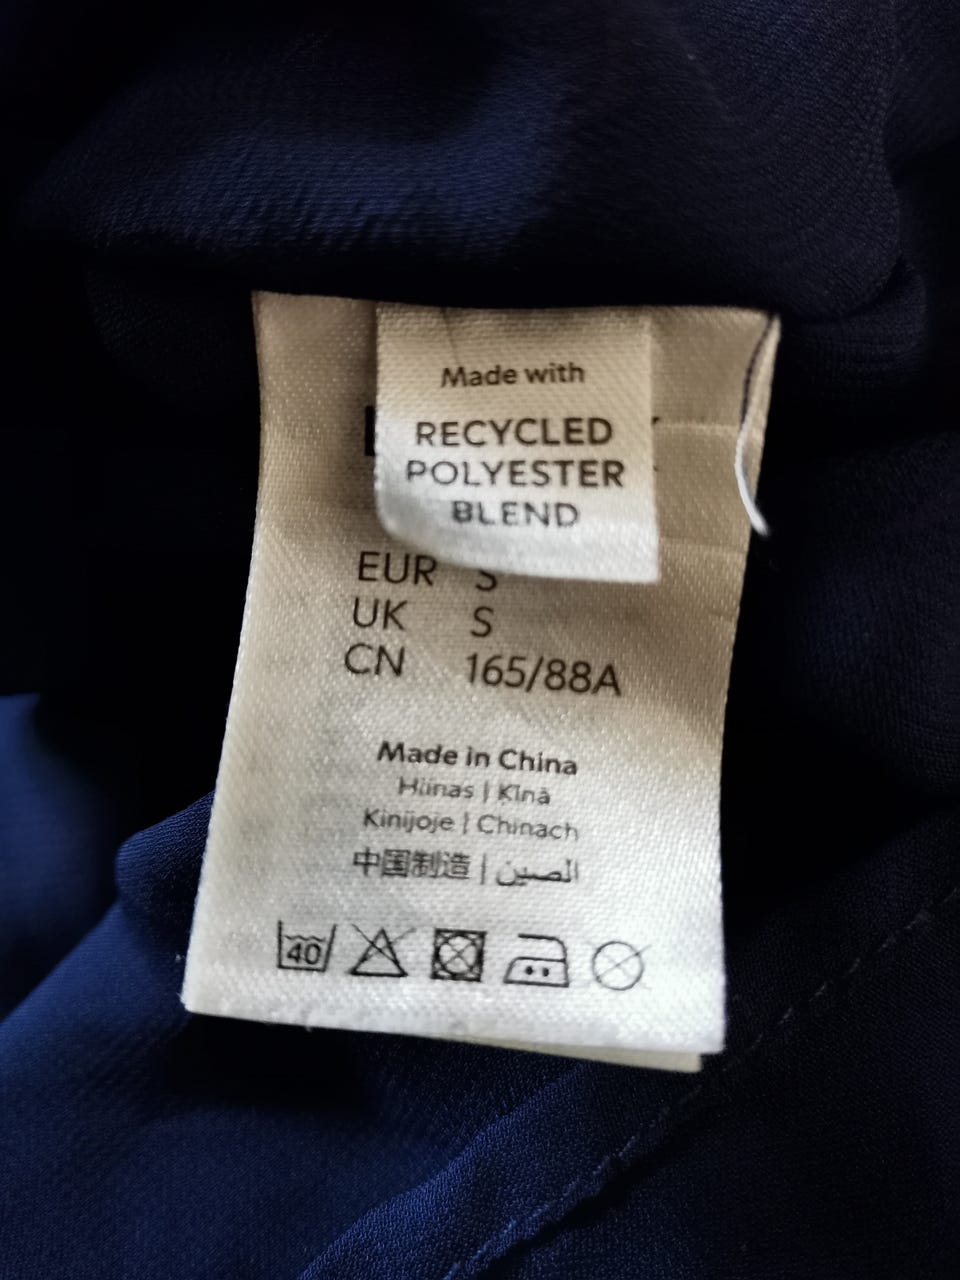 Made with
RECYCLED
POLYESTER
BLEND
EUR S
UK S
CN 165/88A
Made in China
Hiinas | Ķīnā
Kinijoje | Chinach
中国制造 | الصين
40